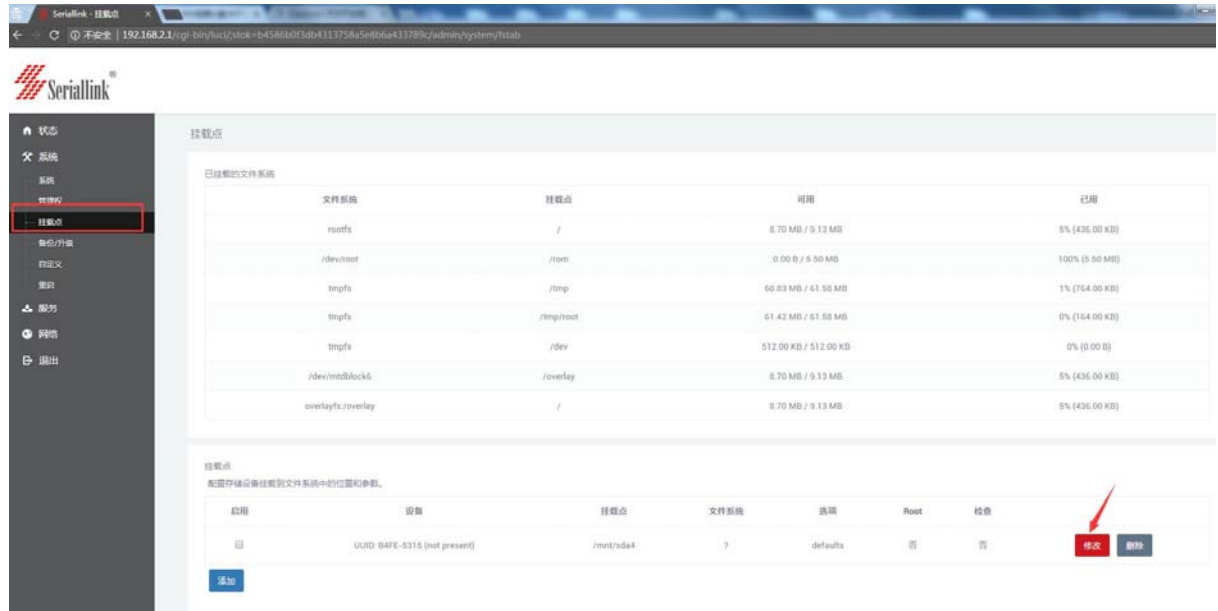 Seriallink - 挂载点
不安全 | 192.168.2.1/cgi-bin/luci/;stok=b4586b0f3db4313758a5e8b6a433789c/admin/system/fstab
Seriallink®
状态
系统
系统
管理权
挂载点
备份/升级
自定义
重启
服务
网络
退出
挂载点
已挂载的文件系统
文件系统 挂载点 可用 已用
rootfs / 8.70 MB / 9.13 MB 5% (436.00 KB)
/dev/root /rom 0.00 B / 5.50 MB 100% (5.50 MB)
tmpfs /tmp 60.83 MB / 61.58 MB 1% (764.00 KB)
tmpfs /tmp/root 61.42 MB / 61.58 MB 0% (164.00 KB)
tmpfs /dev 512.00 KB / 512.00 KB 0% (0.00 B)
/dev/mtdblock6 /overlay 8.70 MB / 9.13 MB 5% (436.00 KB)
overlayfs:/overlay / 8.70 MB / 9.13 MB 5% (436.00 KB)
挂载点
配置存储设备挂载到文件系统中的位置和参数。
启用 设备 挂载点 文件系统 选项 Root 检查
UUID: B4FE-5315 (not present) /mnt/sda4 ? defaults 否 否 修改 删除
添加